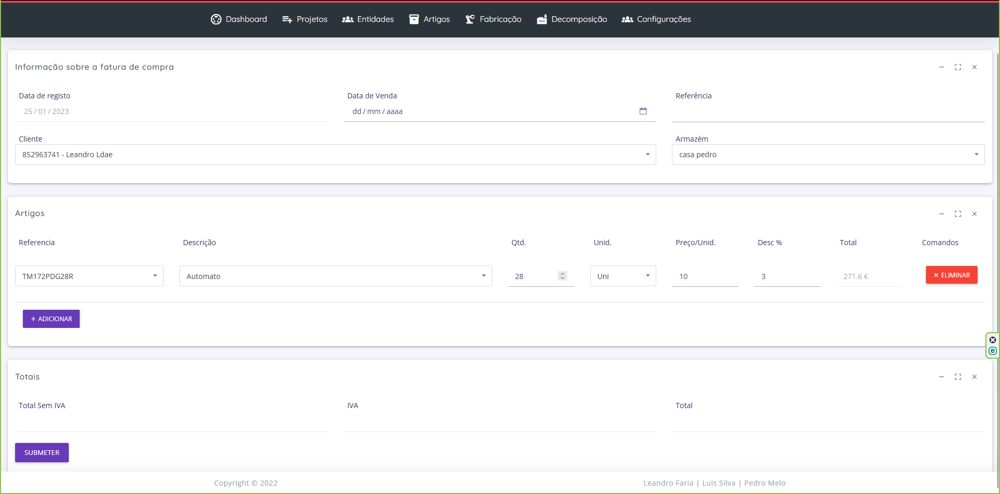 Dashboard Projetos Entidades Artigos Fabricação Decomposição Configurações
Informação sobre a fatura de compra
Data de registo Data de Venda Referência
25 / 01 / 2023 dd / mm / aaaa
Cliente Armazém
852963741 - Leandro Ldae casa pedro
Artigos
Referencia Descrição Qtd. Unid. Preço/Unid. Desc % Total Comandos
TM172PDG28R Automato 28 Uni 10 3 271.6 € × ELIMINAR
+ ADICIONAR
Totais
Total Sem IVA IVA Total
SUBMETER
Copyright © 2022 Leandro Faria | Luis Silva | Pedro Melo